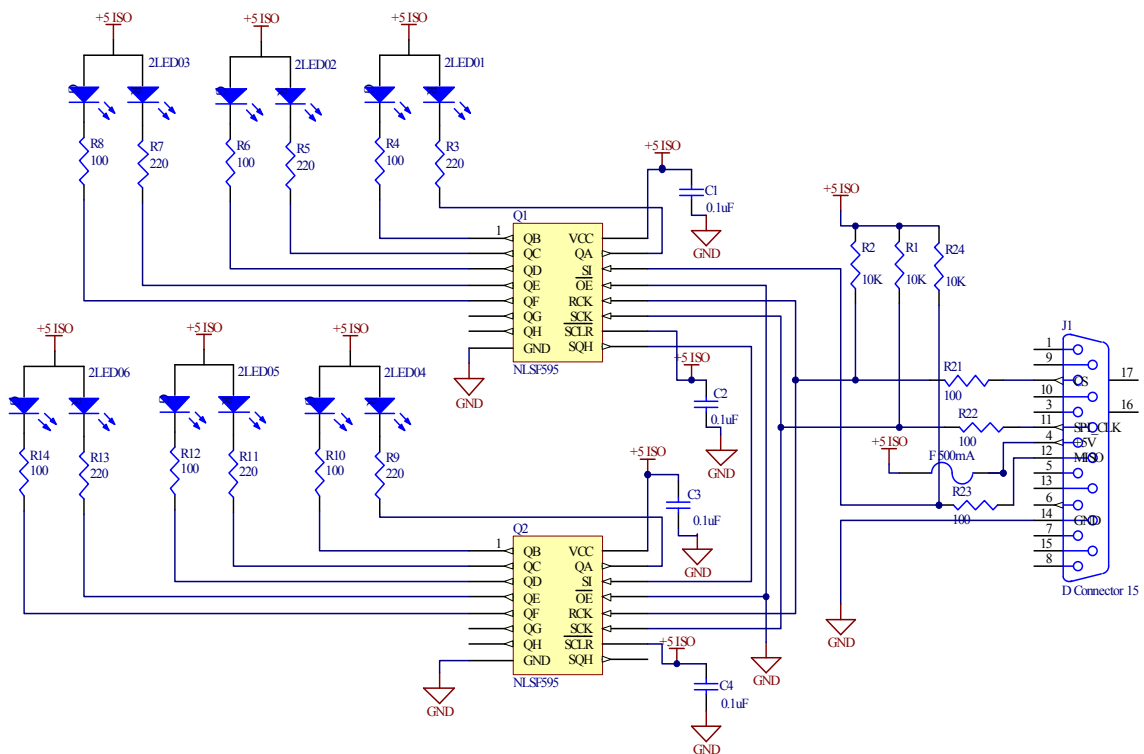 +5 ISO
+5 ISO
+5 ISO
2LED03
2LED02
2LED01
R8
100
R7
220
R6
100
R5
220
R4
100
R3
220
+5 ISO
C1
0.1uF
GND
Q1
1
QB
QC
QD
QE
QF
QG
QH
GND
VCC
QA
SI
OE
RCK
SCK
SCLR
SQH
NLSF595
GND
+5 ISO
C2
0.1uF
GND
+5 ISO
R2
10K
R1
10K
R24
10K
+5 ISO
+5 ISO
+5 ISO
2LED06
2LED05
2LED04
R14
100
R13
220
R12
100
R11
220
R10
100
R9
220
+5 ISO
C3
0.1uF
GND
Q2
1
QB
QC
QD
QE
QF
QG
QH
GND
VCC
QA
SI
OE
RCK
SCK
SCLR
SQH
NLSF595
GND
+5 ISO
C4
0.1uF
GND
GND
GND
R21
100
R22
100
+5 ISO
F 500mA
R23
100
J1
1
9
10
3
11
4
12
5
13
6
14
7
15
8
CS
SPI_CLK
+5V
GND
17
16
D Connector 15